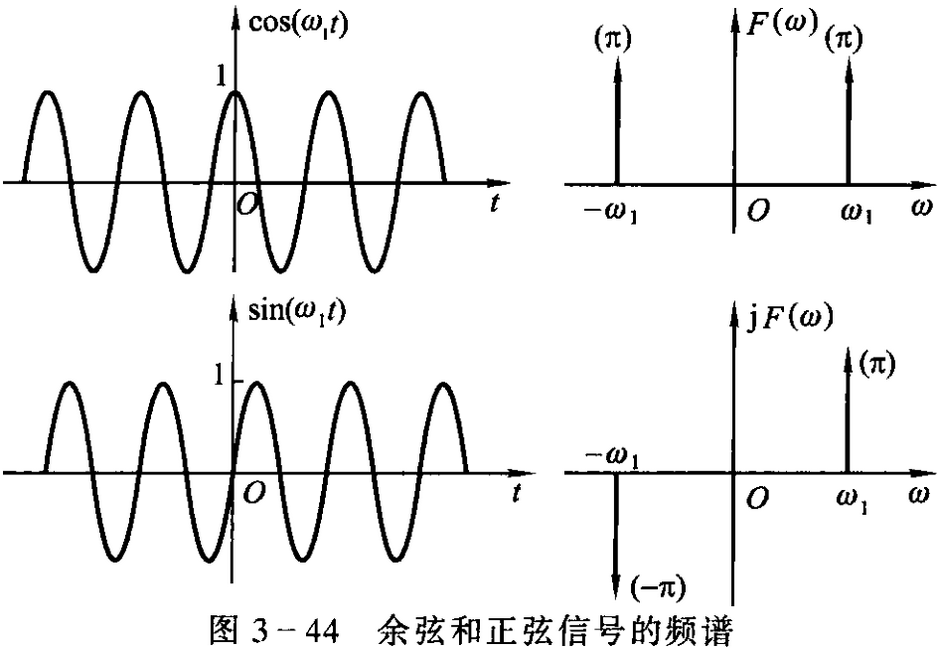 cos(ω₁t)
1
O
t
F(ω)
(π)
(π)
-ω₁
O
ω₁
ω
sin(ω₁t)
1
O
t
jF(ω)
(π)
-ω₁
O
ω₁
ω
(-π)
图 3-44 余弦和正弦信号的频谱